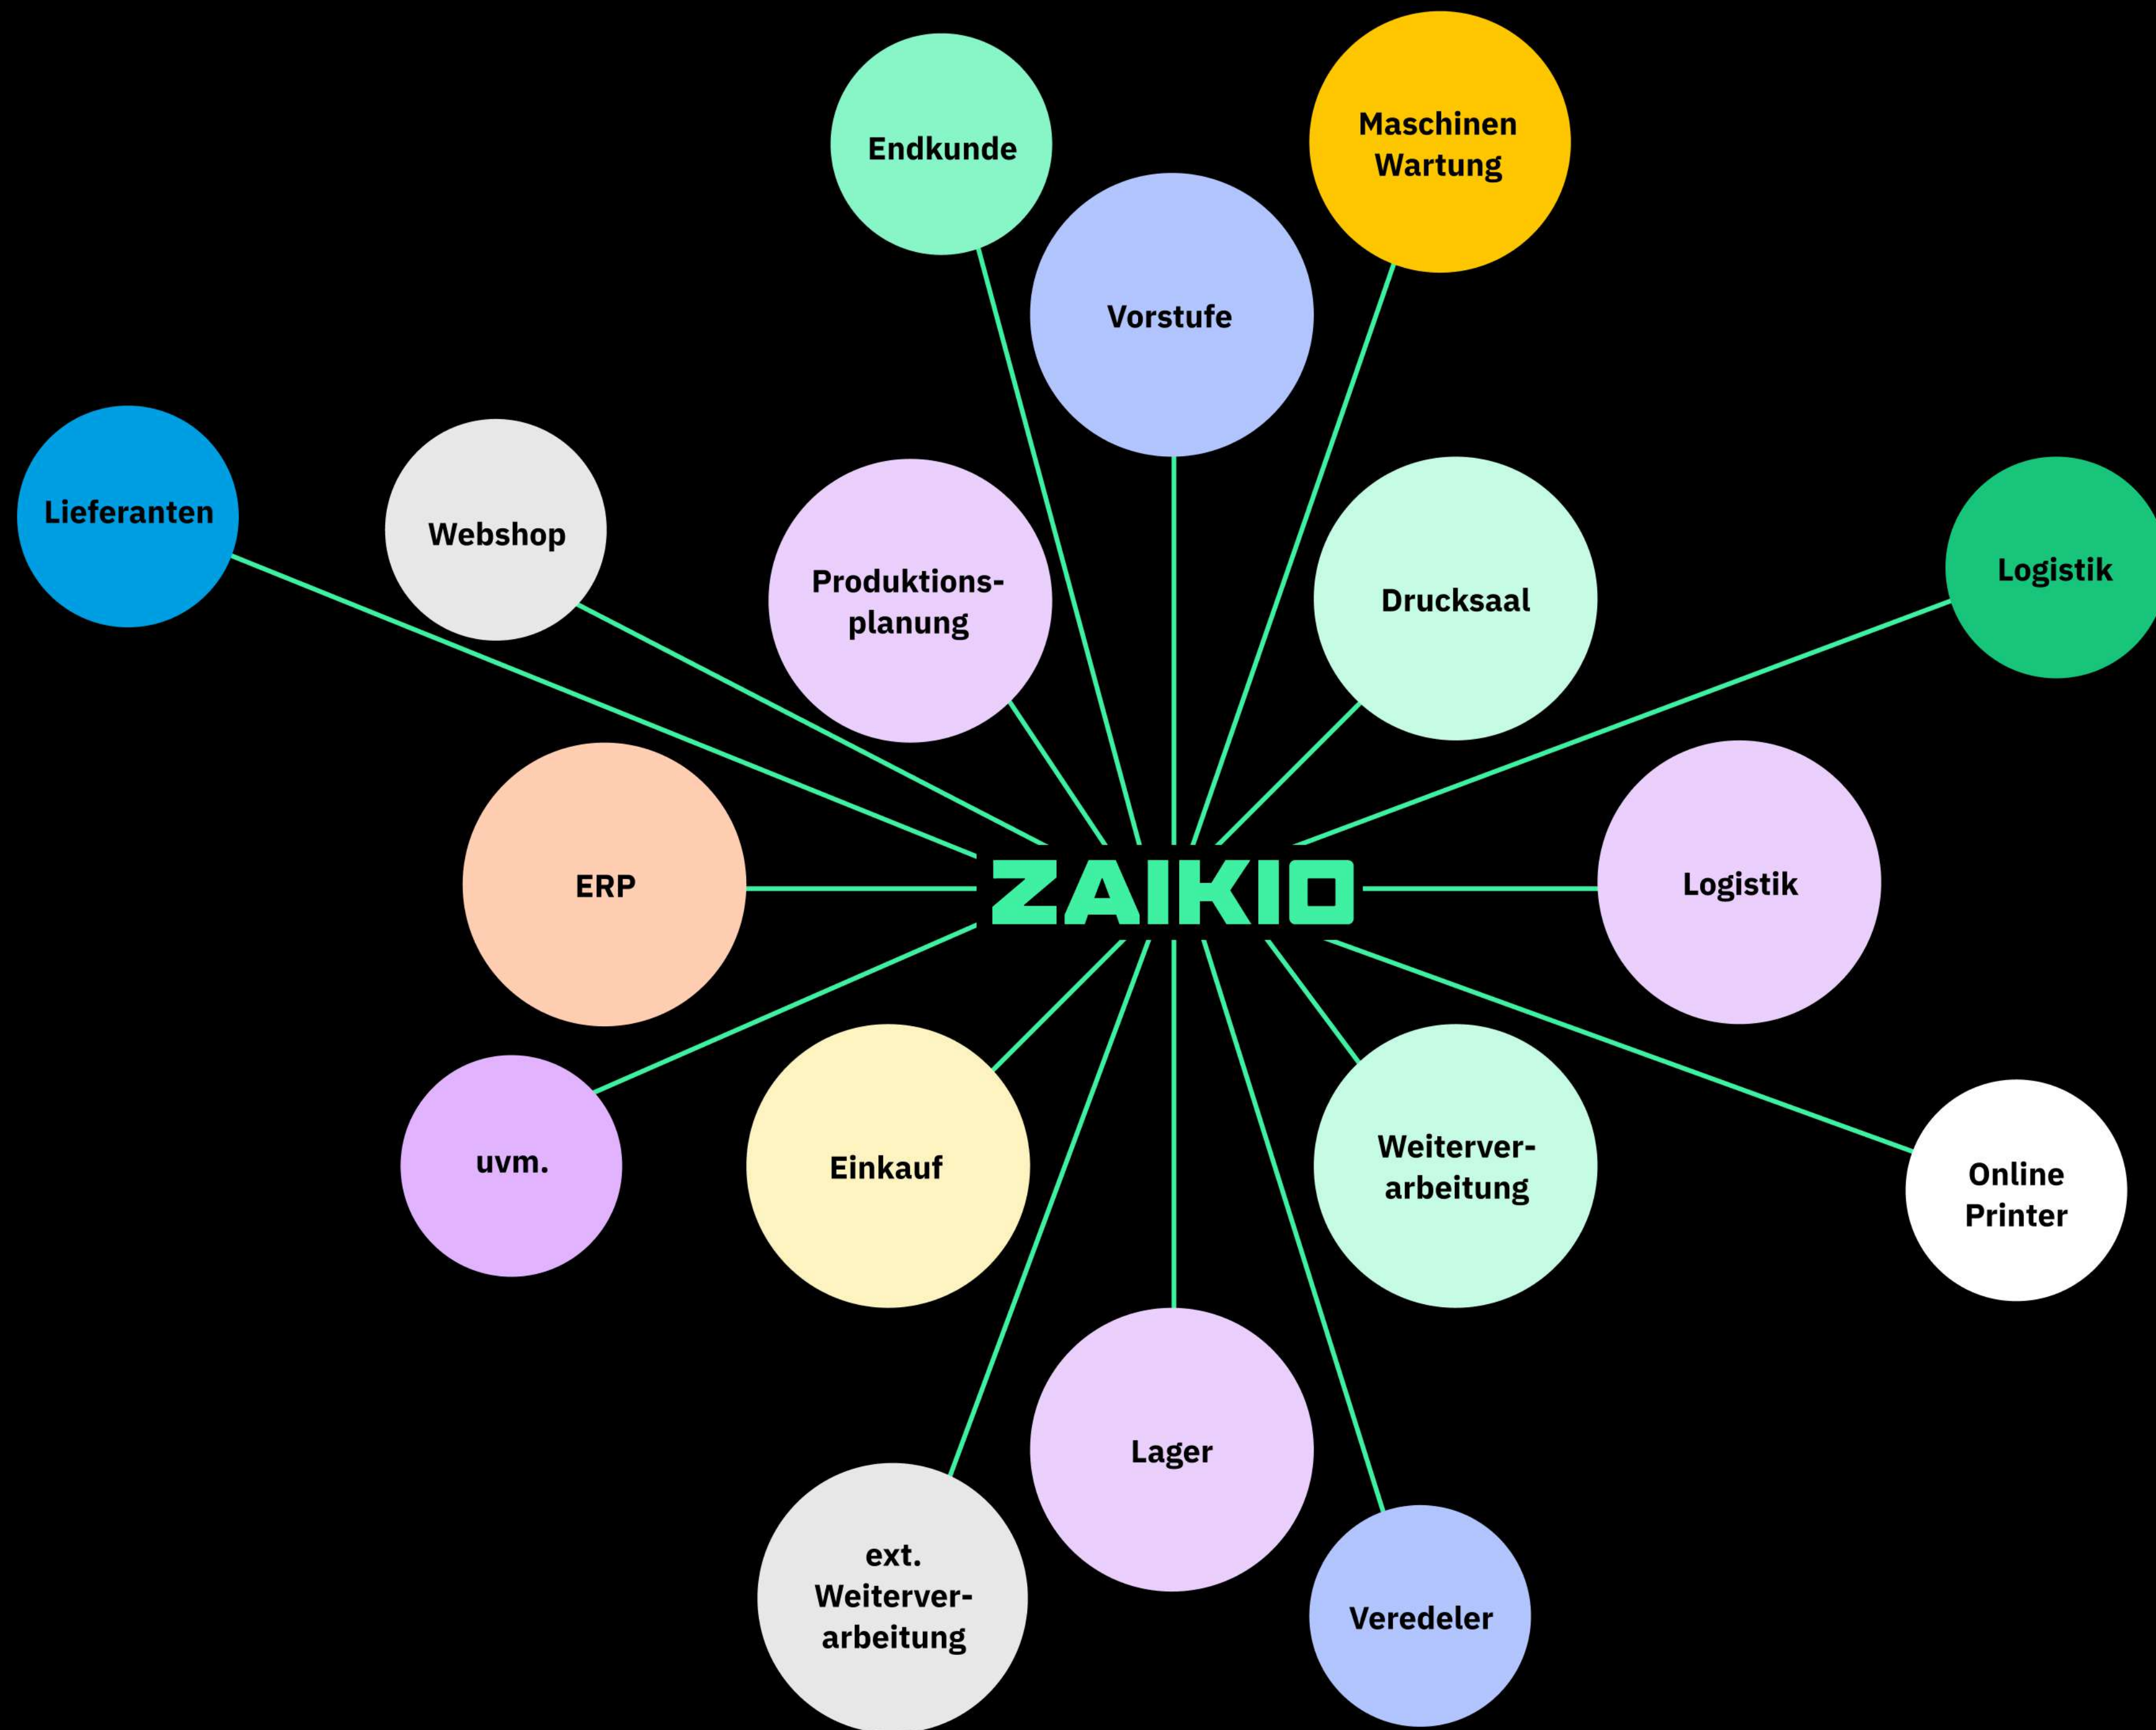 Maschinen
Wartung
Endkunde
Vorstufe
Lieferanten
Webshop
Produktions-
planung
Drucksaal
Logistik
ERP
ZAIKIO
Logistik
uvm.
Einkauf
Weiterver-
arbeitung
Online
Printer
Lager
ext.
Weiterver-
arbeitung
Veredeler